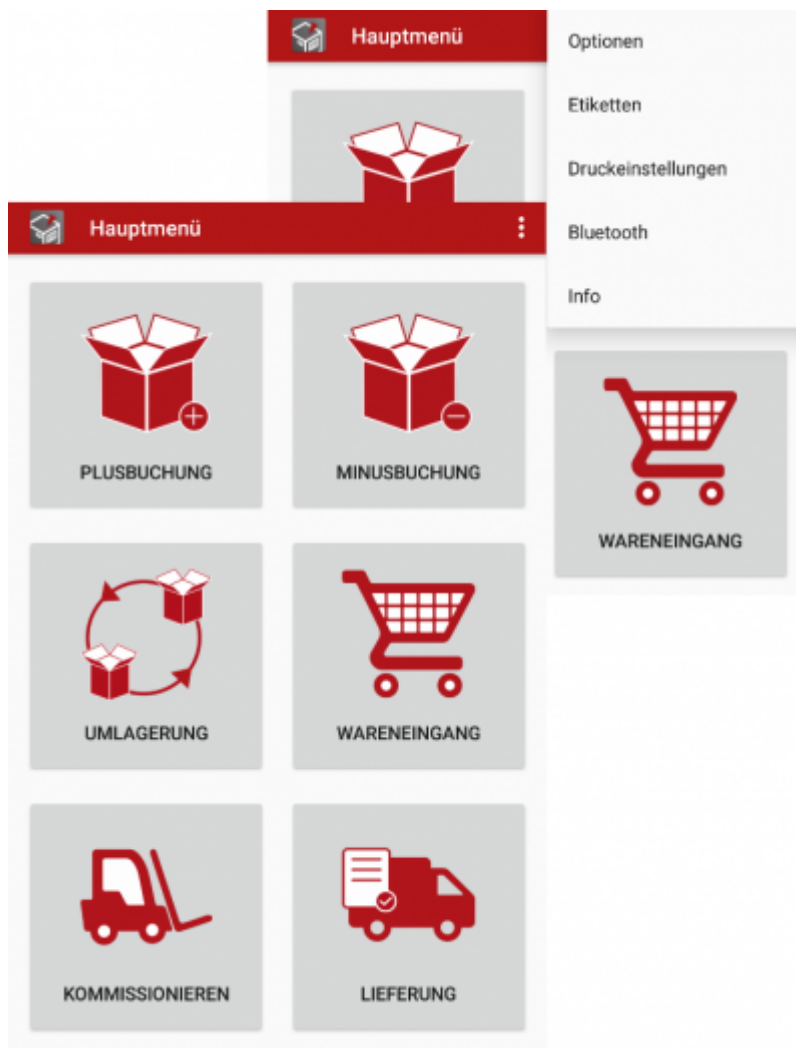 Hauptmenü
Optionen
Etiketten
Druckeinstellungen
Bluetooth
Info
WARENEINGANG
Hauptmenü
PLUSBUCHUNG
MINUSBUCHUNG
UMLAGERUNG
WARENEINGANG
KOMMISSIONIEREN
LIEFERUNG